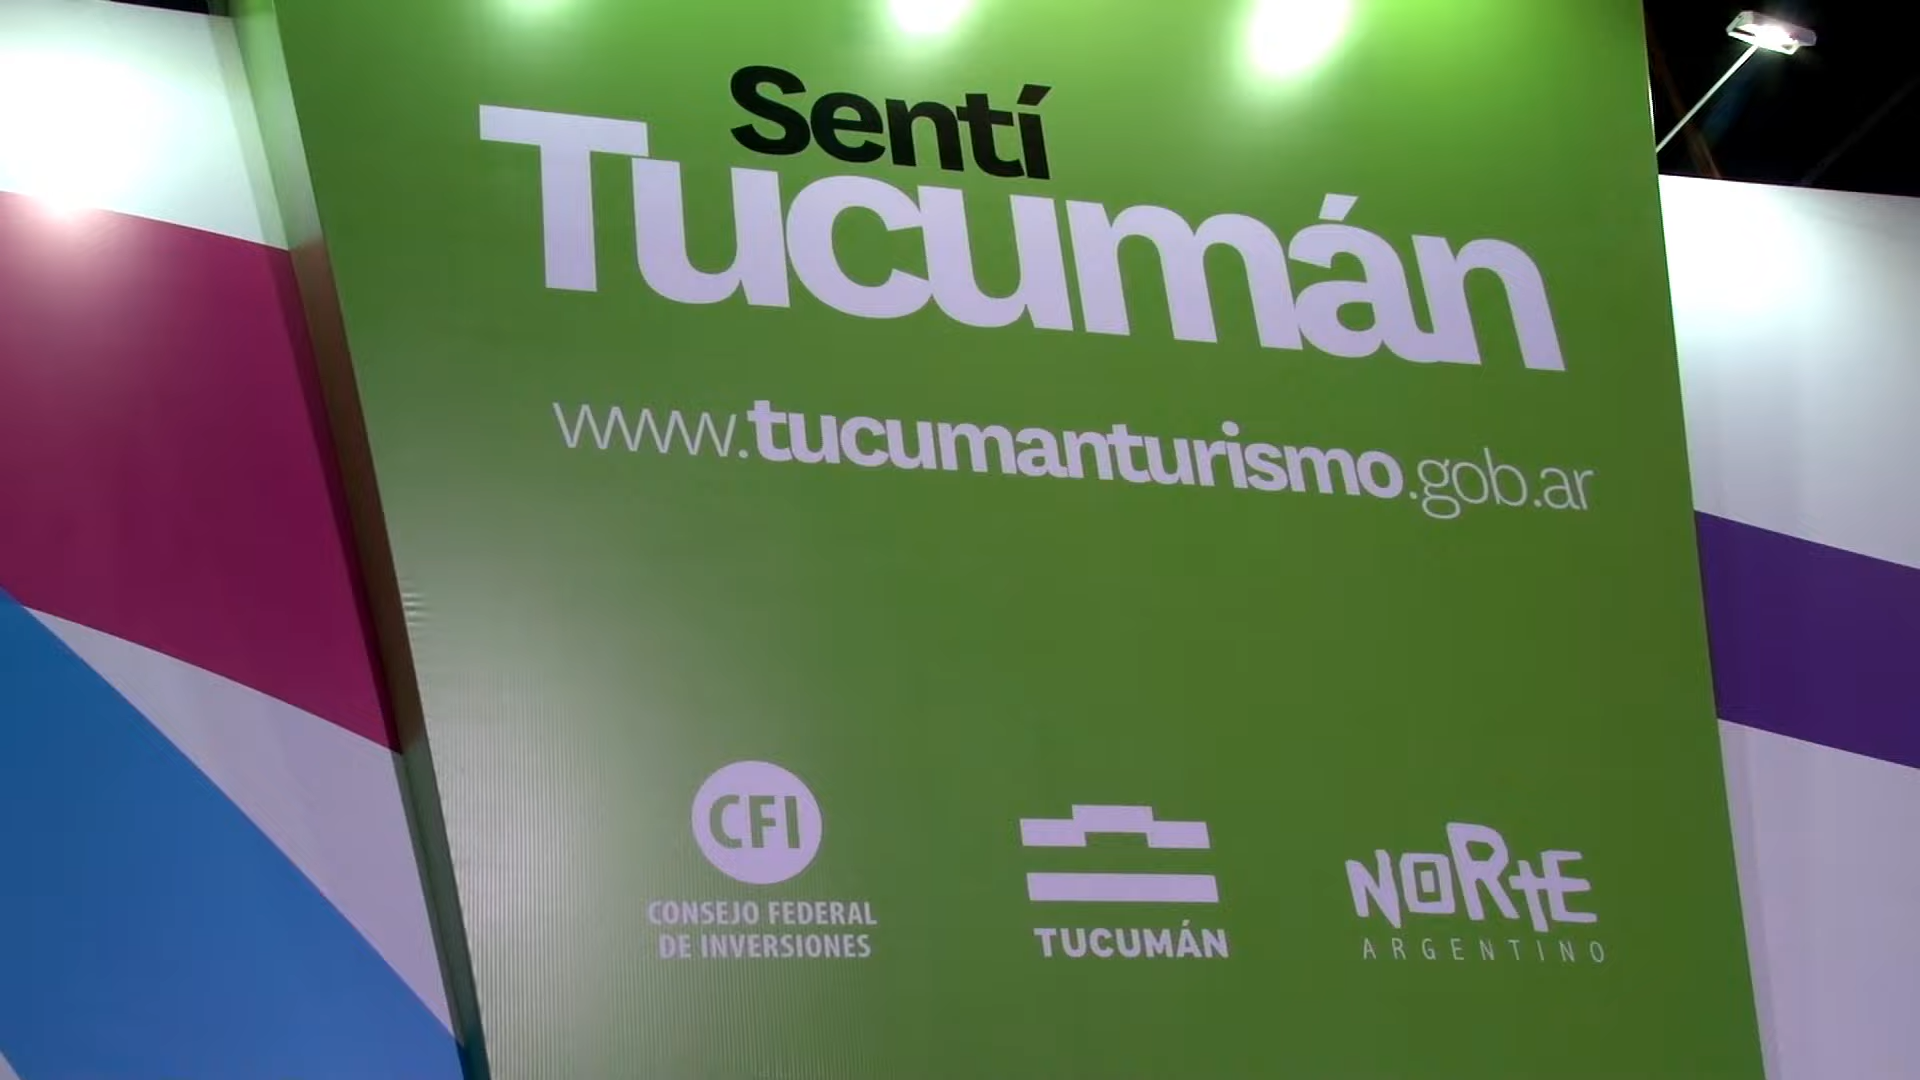 Sentí
Tucumán
www.tucumanturismo.gob.ar
CFI
CONSEJO FEDERAL
DE INVERSIONES
TUCUMÁN
NORTE
ARGENTINO